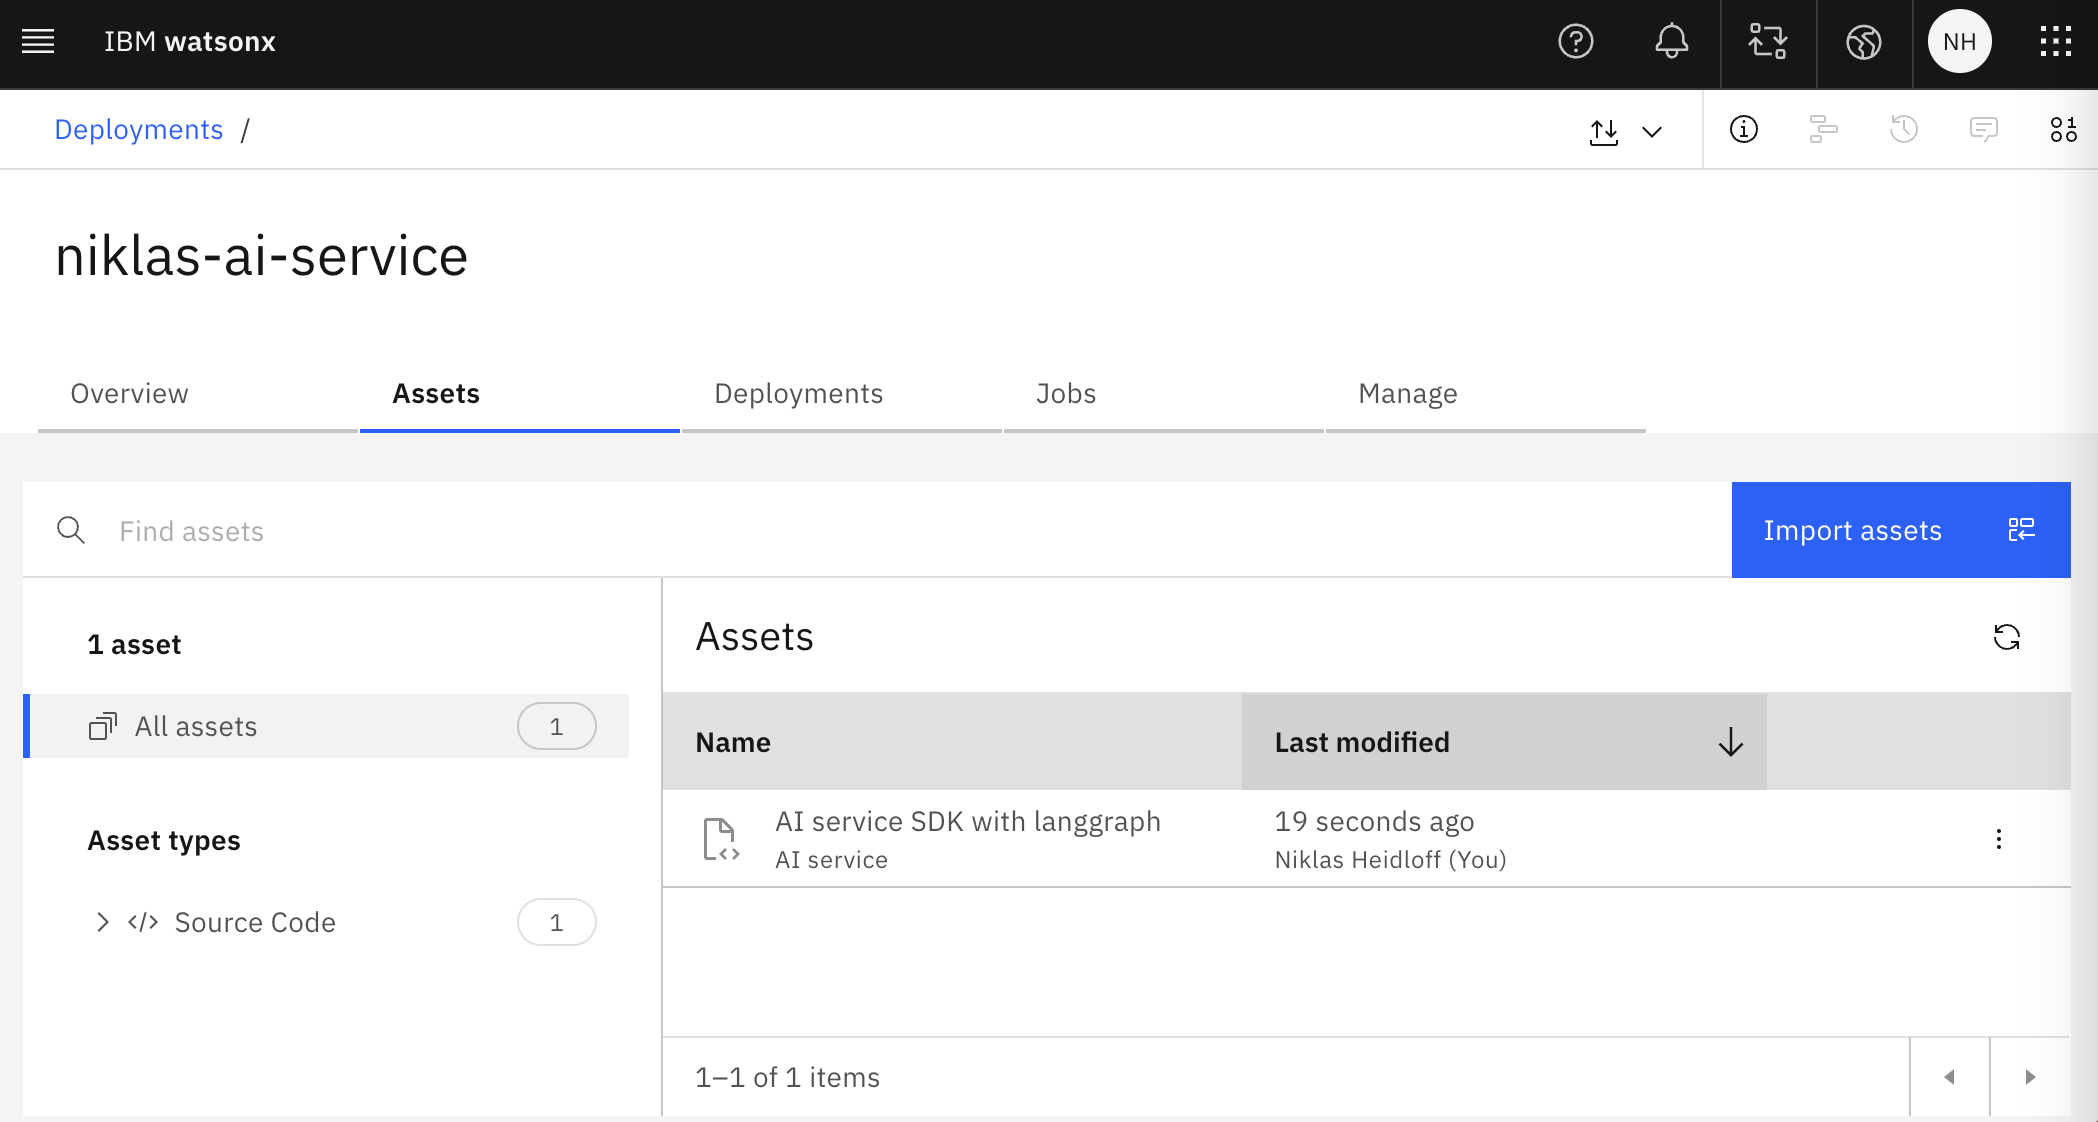 IBM watsonx
NH
Deployments /
niklas-ai-service
Overview
Assets
Deployments
Jobs
Manage
Find assets
Import assets
1 asset
All assets
1
Asset types
Source Code
1
Assets
Name
Last modified
AI service SDK with langgraph
19 seconds ago
AI service
Niklas Heidloff (You)
1–1 of 1 items